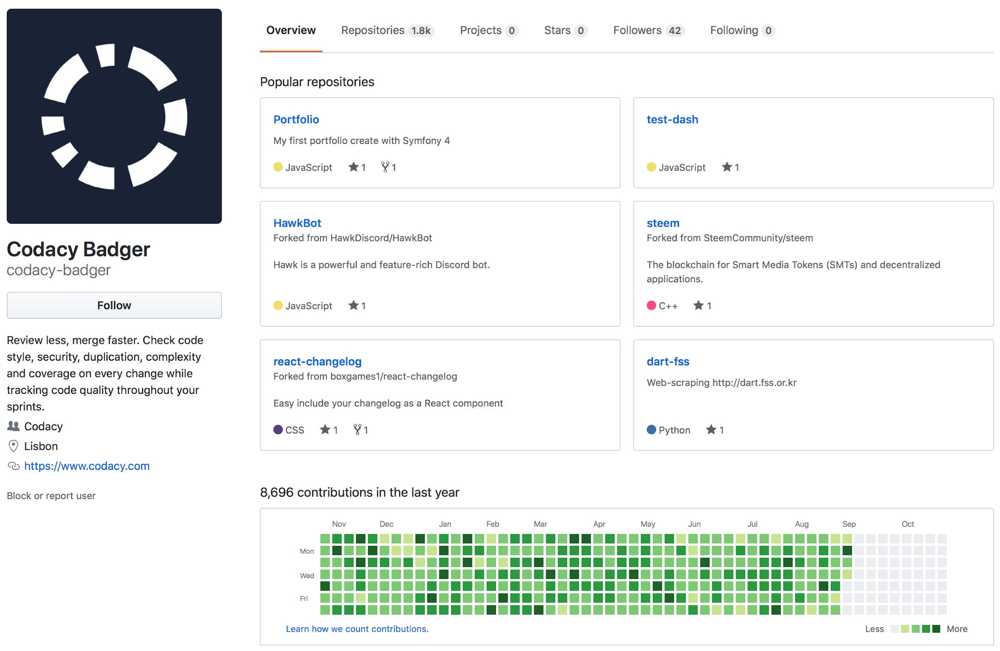 Overview Repositories 1.8k Projects 0 Stars 0 Followers 42 Following 0
Codacy Badger
codacy-badger
Follow
Review less, merge faster. Check code
style, security, duplication, complexity
and coverage on every change while
tracking code quality throughout your
sprints.
Codacy
Lisbon
https://www.codacy.com
Block or report user
Popular repositories
Portfolio
My first portfolio create with Symfony 4
JavaScript 1 1
test-dash
JavaScript 1
HawkBot
Forked from HawkDiscord/HawkBot
Hawk is a powerful and feature-rich Discord bot.
JavaScript 1
steem
Forked from SteemCommunity/steem
The blockchain for Smart Media Tokens (SMTs) and decentralized
applications.
C++ 1
react-changelog
Forked from boxgames1/react-changelog
Easy include your changelog as a React component
CSS 1 1
dart-fss
Web-scraping http://dart.fss.or.kr
Python 1
8,696 contributions in the last year
Nov Dec Jan Feb Mar Apr May Jun Jul Aug Sep Oct
Mon
Wed
Fri
Learn how we count contributions.
Less More